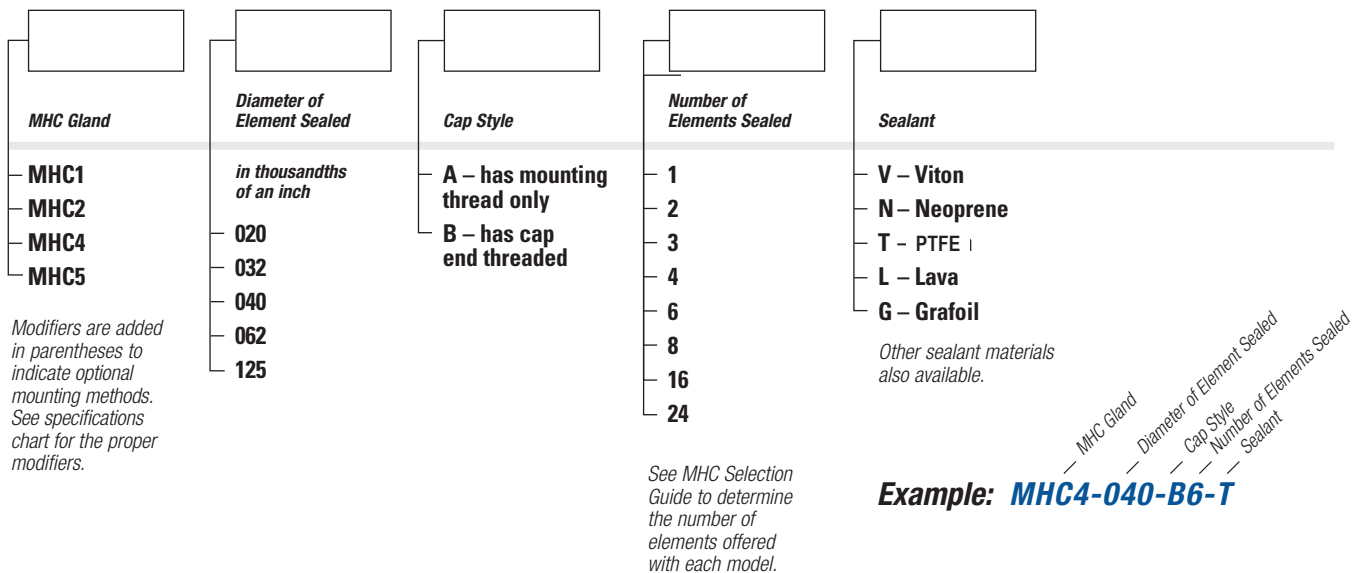 MHC Gland
MHC1
MHC2
MHC4
MHC5
Modifiers are added
in parentheses to
indicate optional
mounting methods.
See specifications
chart for the proper
modifiers.
Diameter of
Element Sealed
in thousandths
of an inch
020
032
040
062
125
Cap Style
A – has mounting
thread only
B – has cap
end threaded
Number of
Elements Sealed
1
2
3
4
6
8
16
24
See MHC Selection
Guide to determine
the number of
elements offered
with each model.
Sealant
V – Viton
N – Neoprene
T – PTFE
L – Lava
G – Grafoil
Other sealant materials
also available.
MHC Gland
Diameter of Element Sealed
Cap Style
Number of Elements Sealed
Sealant
Example: MHC4-040-B6-T